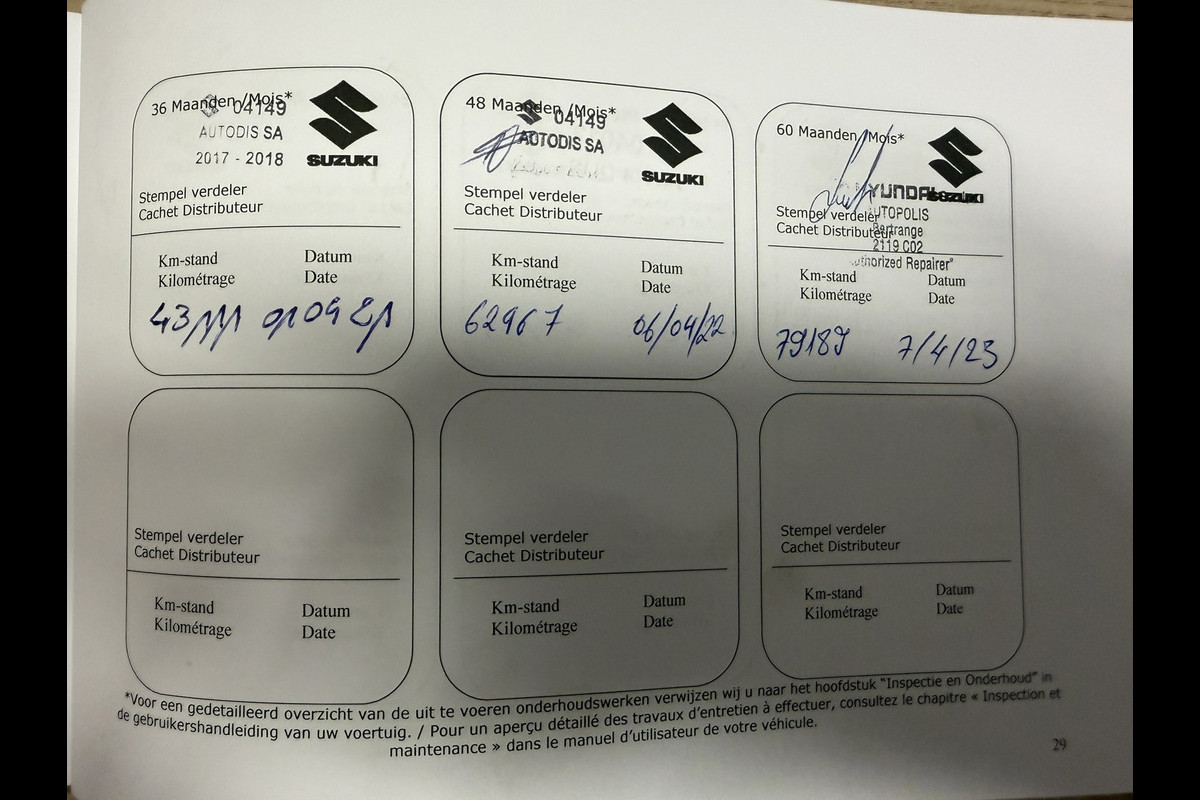 36 Maanden /Mois*
04149
AUTODIS SA
2017 - 2018
SUZUKI
Stempel verdeler
Cachet Distributeur
Km-stand Datum
Kilométrage Date
48 Maanden /Mois*
04149
AUTODIS SA
SUZUKI
Stempel verdeler
Cachet Distributeur
Km-stand Datum
Kilométrage Date
62967 06/04/22
60 Maanden /Mois*
SUZUKI
AUTOPOLIS
Stempel verdeler
Bertrange
Cachet Distributeur
2119 C02
Authorized Repairer"
Km-stand Datum
Kilométrage Date
79189 7/4/23
Stempel verdeler
Cachet Distributeur
Km-stand Datum
Kilométrage Date
Stempel verdeler
Cachet Distributeur
Km-stand Datum
Kilométrage Date
Stempel verdeler
Cachet Distributeur
Km-stand Datum
Kilométrage Date
*Voor een gedetailleerd overzicht van de uit te voeren onderhoudswerken verwijzen wij u naar het hoofdstuk "Inspectie en Onderhoud" in
de gebruikershandleiding van uw voertuig. / Pour un aperçu détaillé des travaux d'entretien à effectuer, consultez le chapitre « Inspection et
maintenance » dans le manuel d'utilisateur de votre véhicule.
29